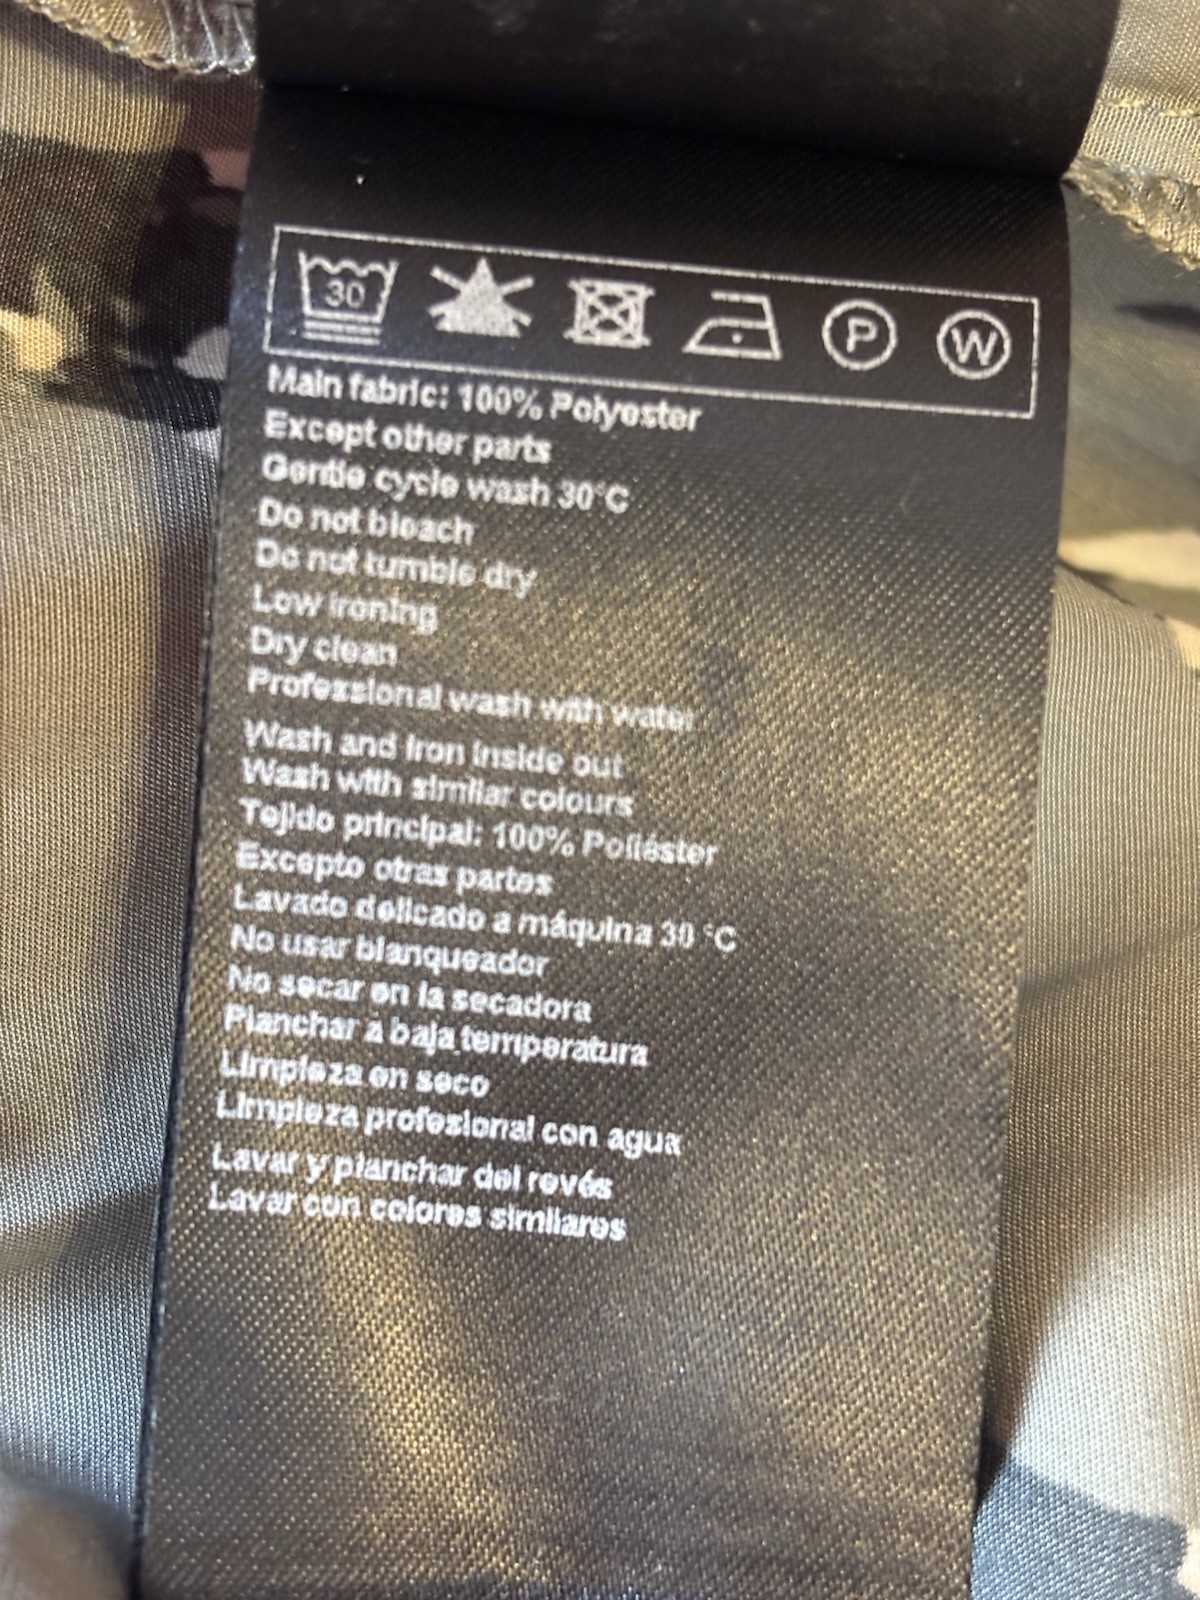 30
P W
Main fabric: 100% Polyester
Except other parts
Gentle cycle wash 30°C
Do not bleach
Do not tumble dry
Low ironing
Dry clean
Professional wash with water
Wash and iron inside out
Wash with similar colours
Tejido principal: 100% Poliéster
Excepto otras partes
Lavado delicado a máquina 30 °C
No usar blanqueador
No secar en la secadora
Planchar a baja temperatura
Limpieza en seco
Limpieza profesional con agua
Lavar y planchar del revés
Lavar con colores similares